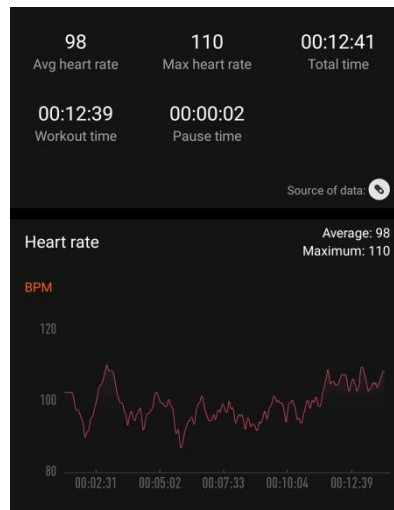 98 110 00:12:41
Avg heart rate Max heart rate Total time
00:12:39 00:00:02
Workout time Pause time
Source of data:
Heart rate
Average: 98
Maximum: 110
BPM
120
100
80
00:02:31 00:05:02 00:07:33 00:10:04 00:12:39